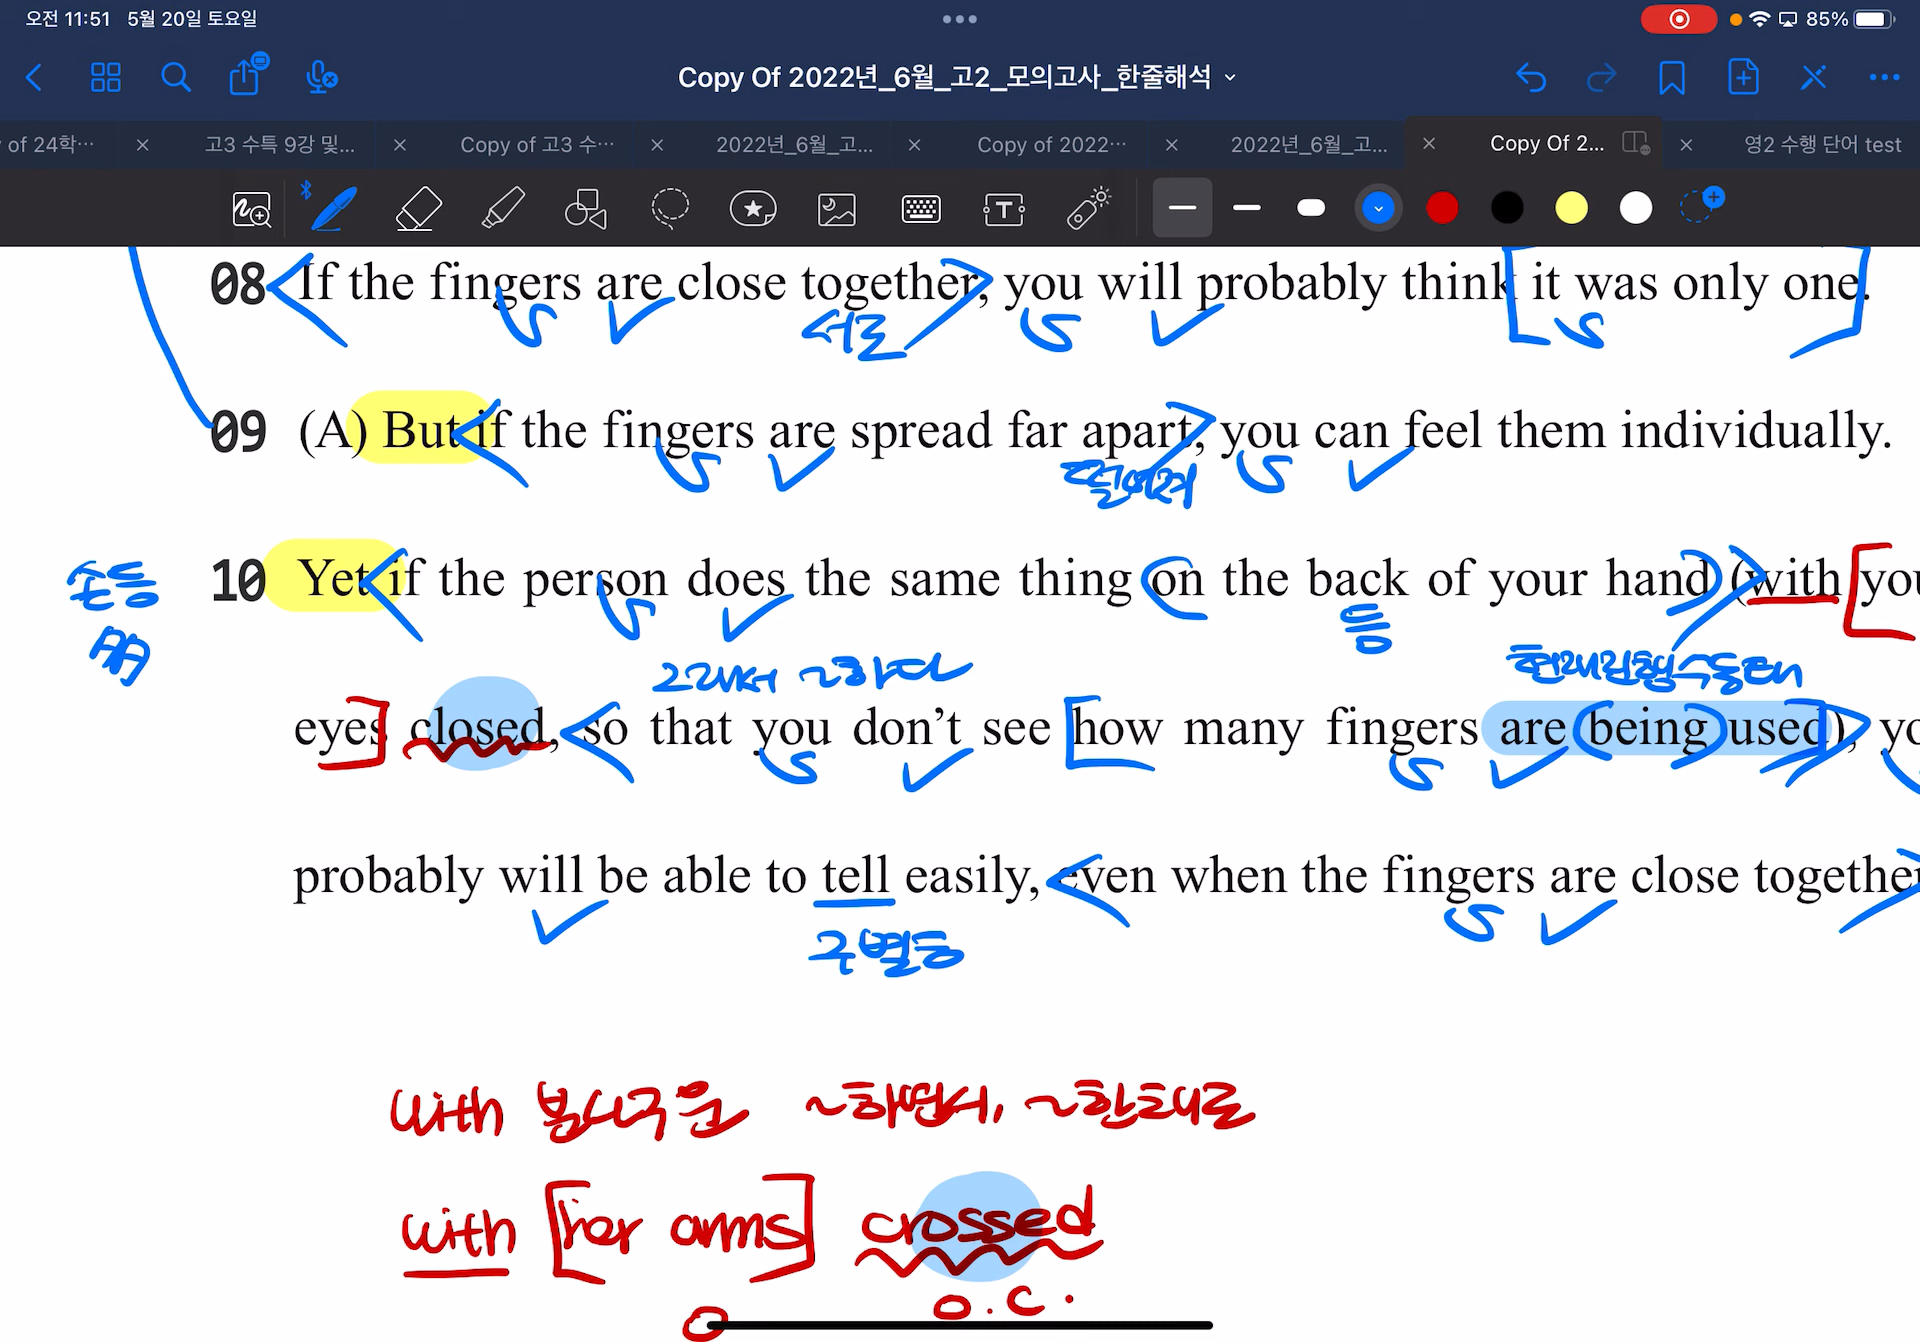 오전 11:51 5월 20일 토요일
85%
Copy Of 2022년_6월_고2_모의고사_한줄해석
of 24학… 고3 수특 9강 및... Copy of 고3 수… 2022년_6월_고... Copy of 2022… 2022년_6월_고... Copy Of 2... 영2 수행 단어 test
08 If the fingers are close together, you will probably think it was only one.
S S S
서로
09 (A) But if the fingers are spread far apart, you can feel them individually.
S S
떨어져
10 Yet if the person does the same thing on the back of your hand (with you
손등 S 등
그래서 ~하다 현재진행수동태
eyes closed, so that you don't see how many fingers are being used), yo
S S
probably will be able to tell easily, even when the fingers are close together
S
구별등
with 분사구문 ~하면서, ~한채로
with [her arms] crossed
O O.C.